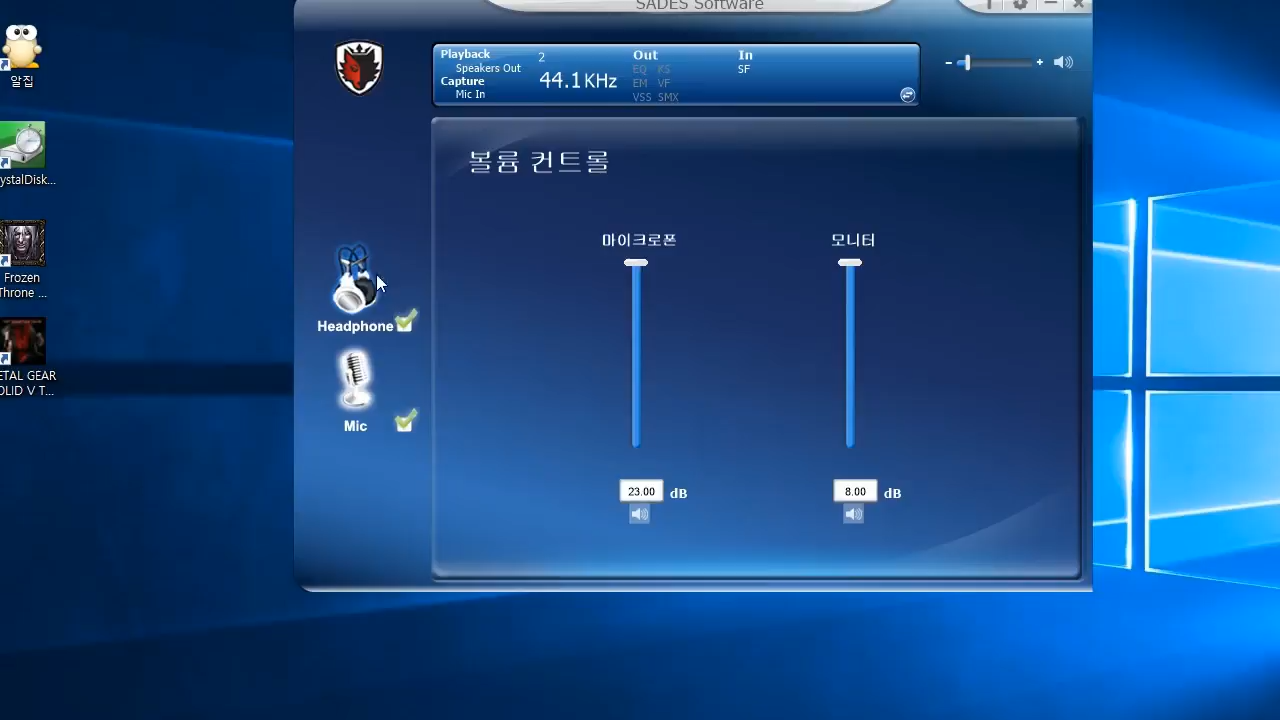 SADES Software
알집
ystalDisk...
Frozen
Throne ...
ETAL GEAR
OLID V T...
Playback
Speakers Out
Capture
Mic In
2
44.1KHz
Out
EQ KS
EM VF
VSS SMX
In
SF
- +
볼륨 컨트롤
마이크로폰
모니터
Headphone
Mic
23.00 dB
8.00 dB